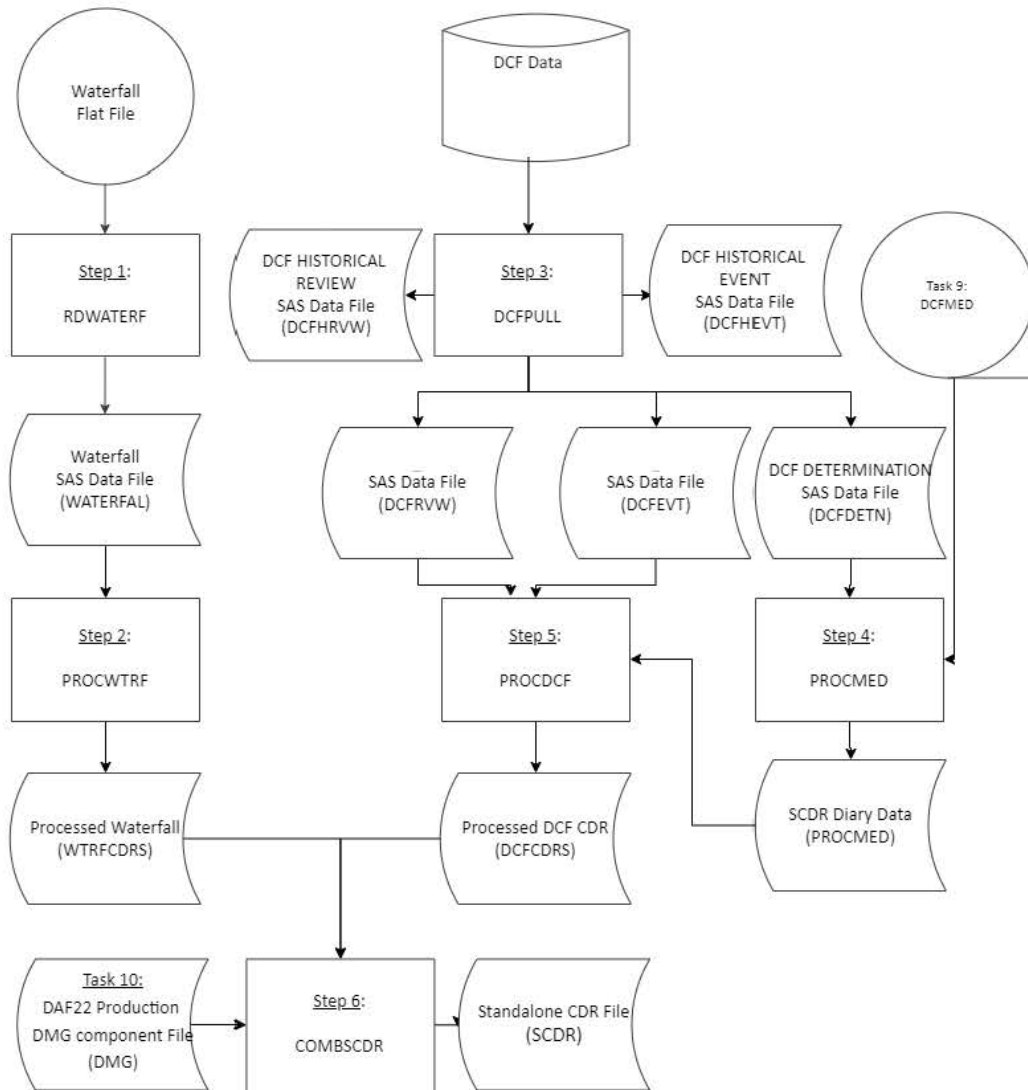 Waterfall
Flat File
DCF Data
Step 1:
RDWATERF
DCF HISTORICAL
REVIEW
SAS Data File
(DCFHRVW)
Step 3:
DCFPULL
DCF HISTORICAL
EVENT
SAS Data File
(DCFHEVT)
Task 9:
DCFMED
Waterfall
SAS Data File
(WATERFAL)
SAS Data File
(DCFRVW)
SAS Data File
(DCFEVT)
DCF DETERMINATION
SAS Data File
(DCFDETN)
Step 2:
PROCWTRF
Step 5:
PROCDCF
Step 4:
PROCMED
Processed Waterfall
(WTRFCDRS)
Processed DCF CDR
(DCFCDRS)
SCDR Diary Data
(PROCMED)
Task 10:
DAF22 Production
DMG component File
(DMG)
Step 6:
COMBSCDR
Standalone CDR File
(SCDR)